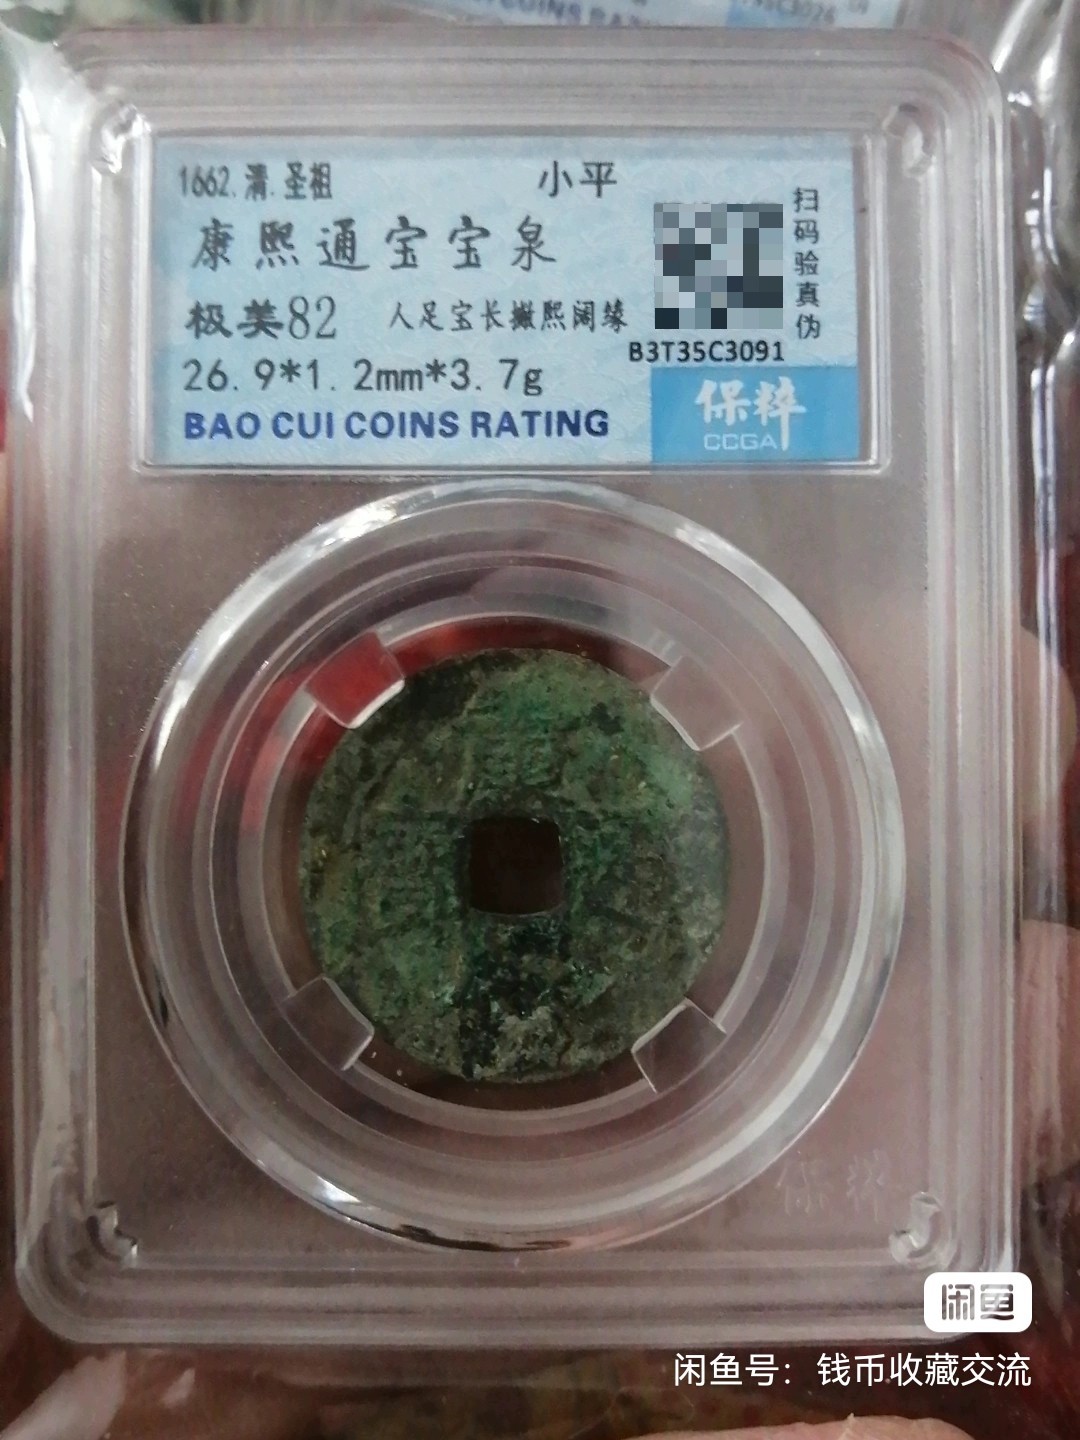 1662.清.圣祖 小平
康熙通宝宝泉
极美82 人足宝长撇熙阔缘
26.9*1.2mm*3.7g
扫码验真伪
B3T35C3091
BAO CUI COINS RATING
保粹
CCGA
闲鱼
闲鱼号：钱币收藏交流